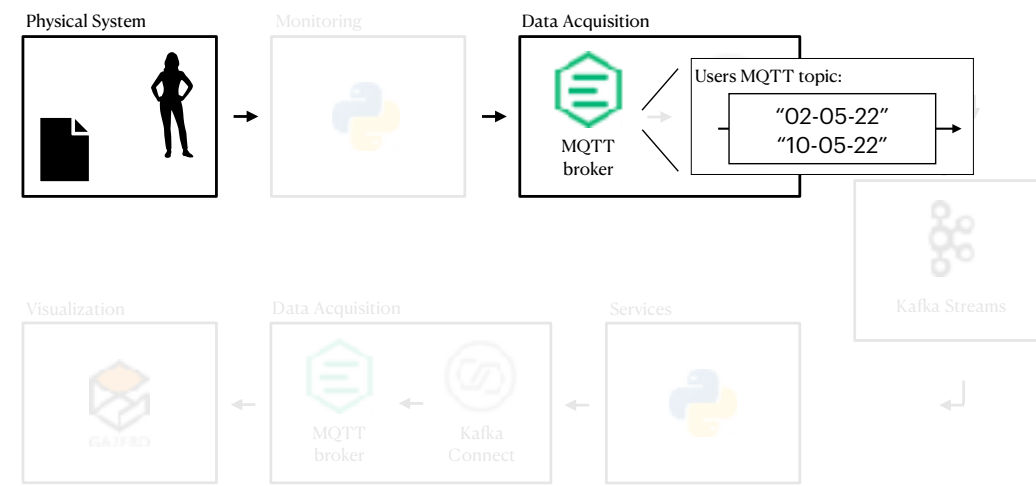 Physical System
Monitoring
Data Acquisition
Users MQTT topic:
“02-05-22”
“10-05-22”
MQTT
broker
Kafka Streams
Visualization
Data Acquisition
Services
GAZEBO
MQTT
broker
Kafka
Connect